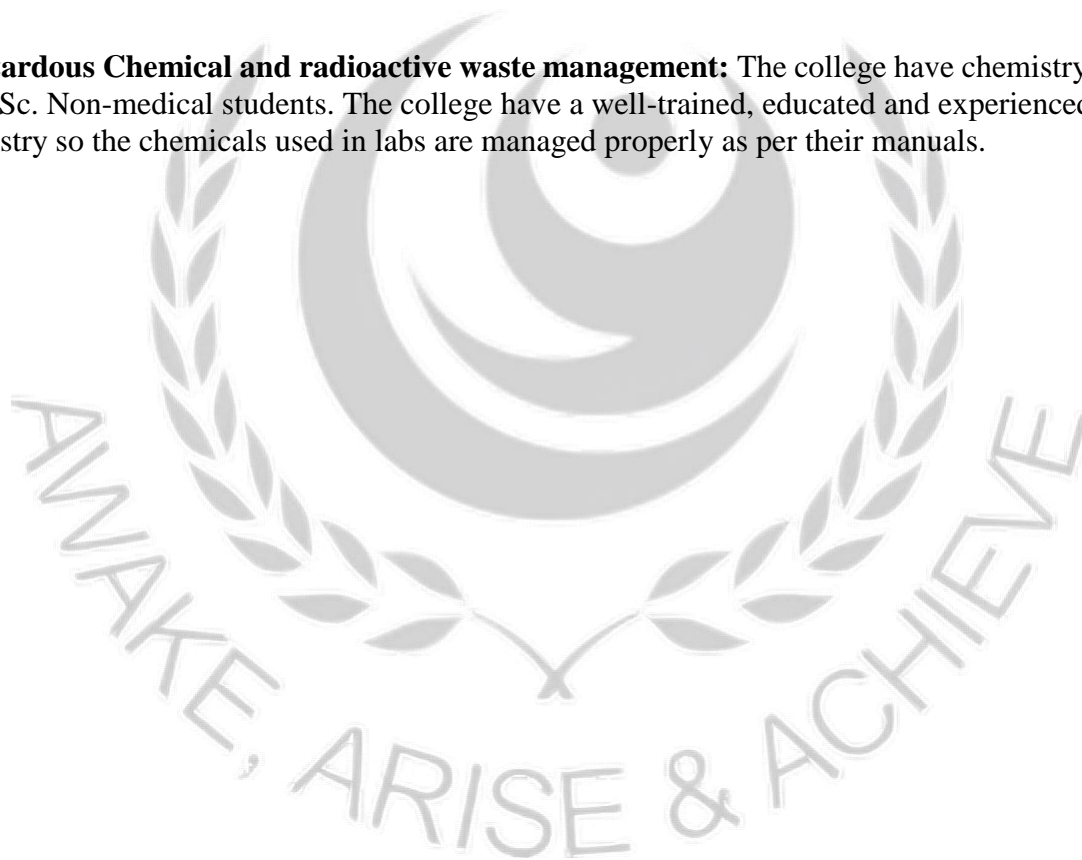 ardous Chemical and radioactive waste management: The college have chemistry
Sc. Non-medical students. The college have a well-trained, educated and experienced
stry so the chemicals used in labs are managed properly as per their manuals.
AWAKE, ARISE & ACHIEVE